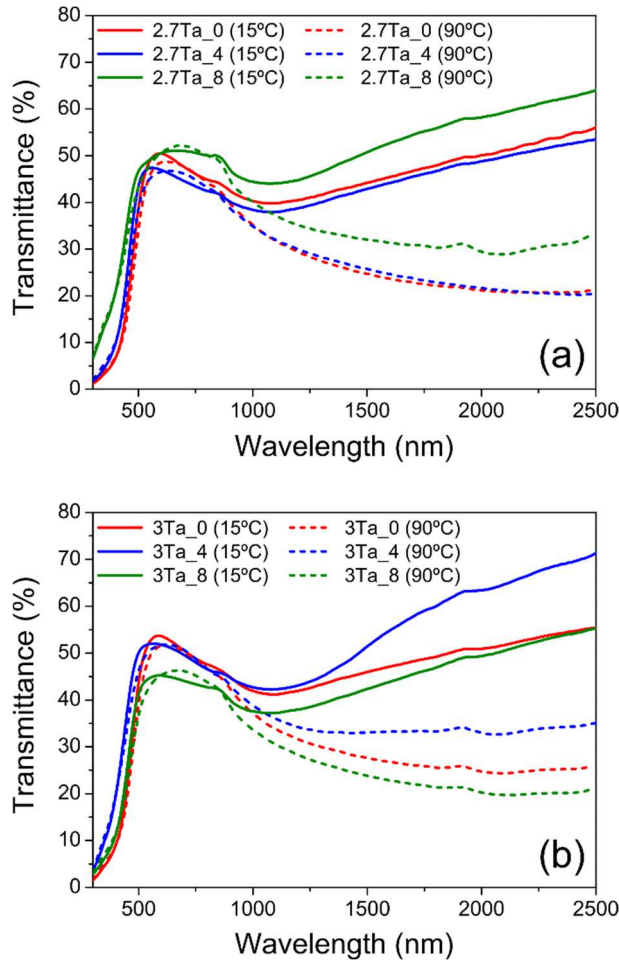 2.7Ta_0 (15ºC) 2.7Ta_0 (90ºC)
2.7Ta_4 (15ºC) 2.7Ta_4 (90ºC)
2.7Ta_8 (15ºC) 2.7Ta_8 (90ºC)
Transmittance (%)
80
70
60
50
40
30
20
10
0
(a)
500 1000 1500 2000 2500
Wavelength (nm)
3Ta_0 (15ºC) 3Ta_0 (90ºC)
3Ta_4 (15ºC) 3Ta_4 (90ºC)
3Ta_8 (15ºC) 3Ta_8 (90ºC)
Transmittance (%)
80
70
60
50
40
30
20
10
0
(b)
500 1000 1500 2000 2500
Wavelength (nm)